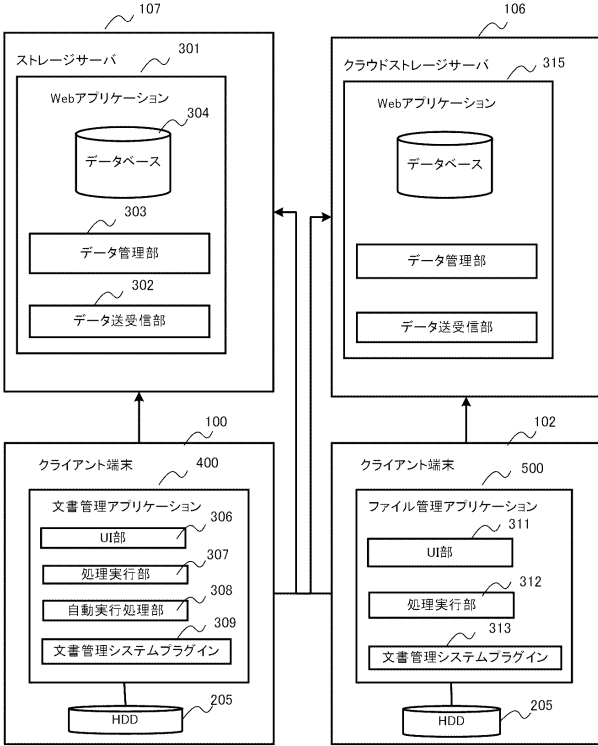 107
ストレージサーバ
301
Webアプリケーション
304
データベース
303
データ管理部
302
データ送受信部
106
クラウドストレージサーバ
315
Webアプリケーション
データベース
データ管理部
データ送受信部
100
クライアント端末
400
文書管理アプリケーション
306
UI部
307
処理実行部
308
自動実行処理部
309
文書管理システムプラグイン
205
HDD
102
クライアント端末
500
ファイル管理アプリケーション
311
UI部
312
処理実行部
313
文書管理システムプラグイン
205
HDD